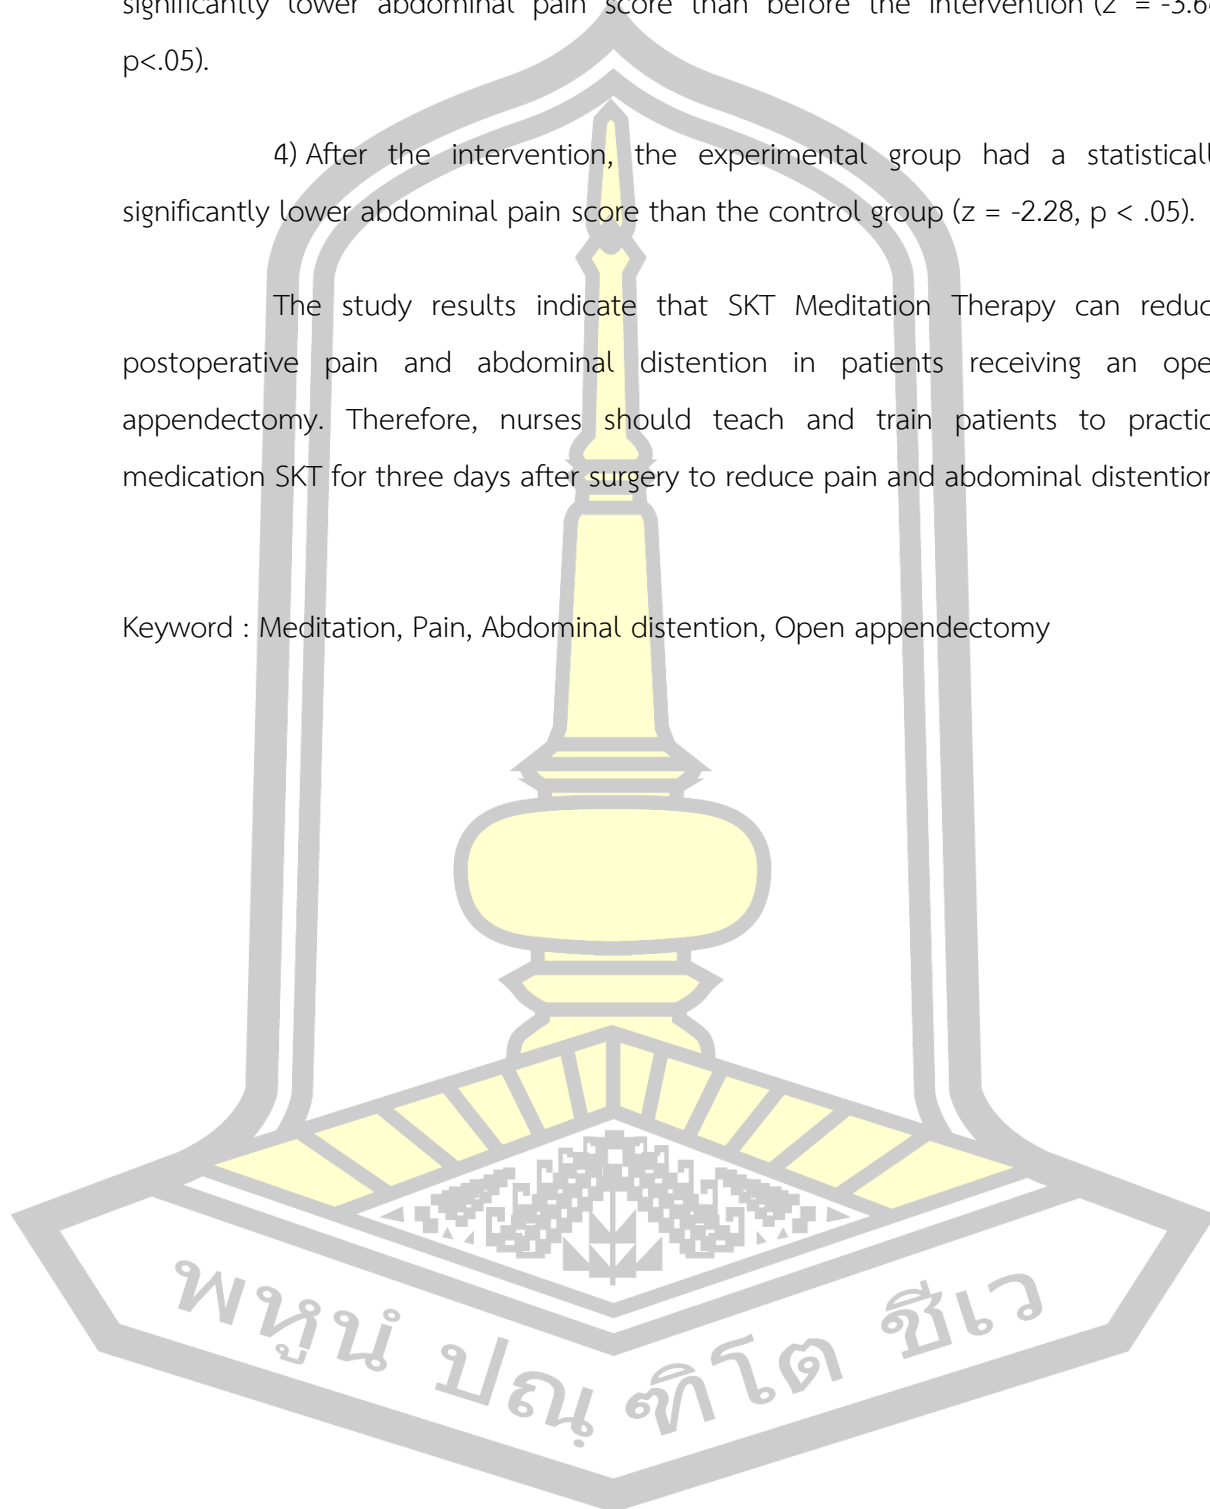 significantly lower abdominal pain score than before the intervention (z = -3.6
p<.05).
4) After the intervention, the experimental group had a statistical
significantly lower abdominal pain score than the control group (z = -2.28, p < .05).
The study results indicate that SKT Meditation Therapy can reduc
postoperative pain and abdominal distention in patients receiving an ope
appendectomy. Therefore, nurses should teach and train patients to practic
medication SKT for three days after surgery to reduce pain and abdominal distention
Keyword : Meditation, Pain, Abdominal distention, Open appendectomy
พหูนํ ปณฺฑิโต ชีเว